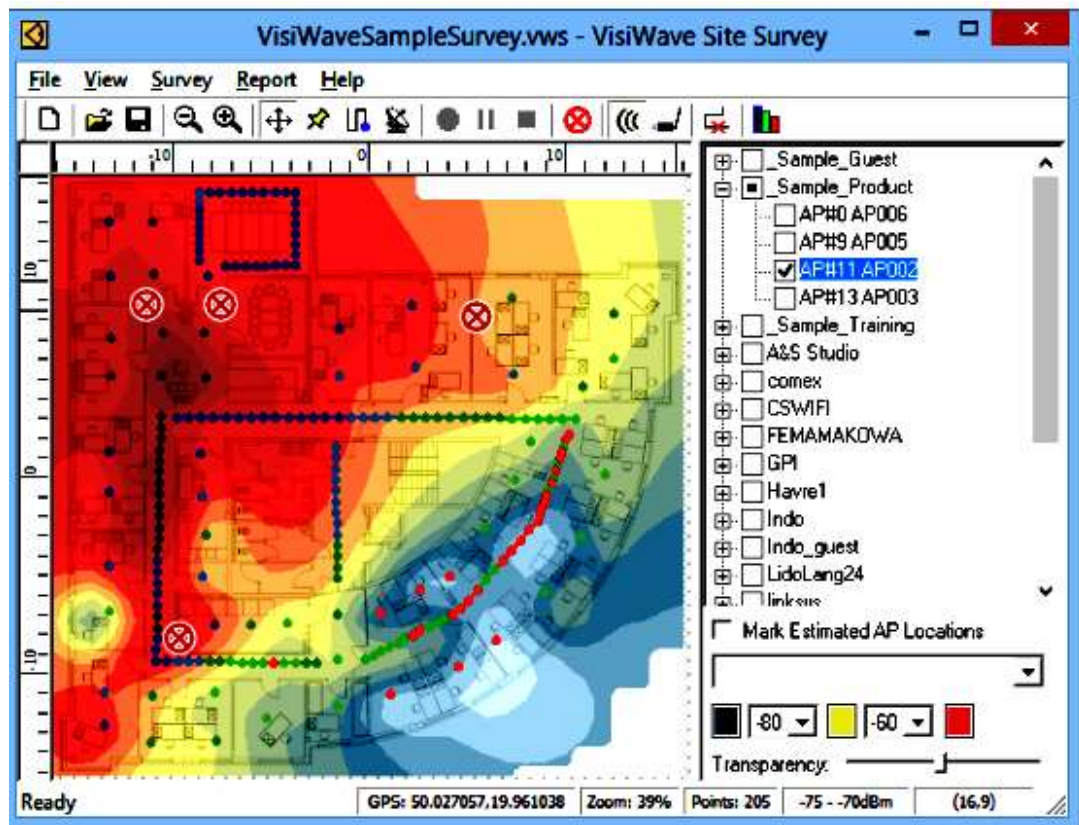 VisiWaveSampleSurvey.vws - VisiWave Site Survey
File View Survey Report Help
-10 0 10
10
0
-10
_Sample_Guest
_Sample_Product
AP#0 AP006
AP#9 AP005
AP#11 AP002
AP#13 AP003
_Sample_Training
A&S Studio
comex
CSWIFI
FEMAMAKOWA
GPI
Havre1
Indo
Indo_guest
LidoLang24
linksys
Mark Estimated AP Locations
-80 -60
Transparency:
Ready GPS: 50.027057,19.961038 Zoom: 39% Points: 205 -75 - -70dBm (16,9)